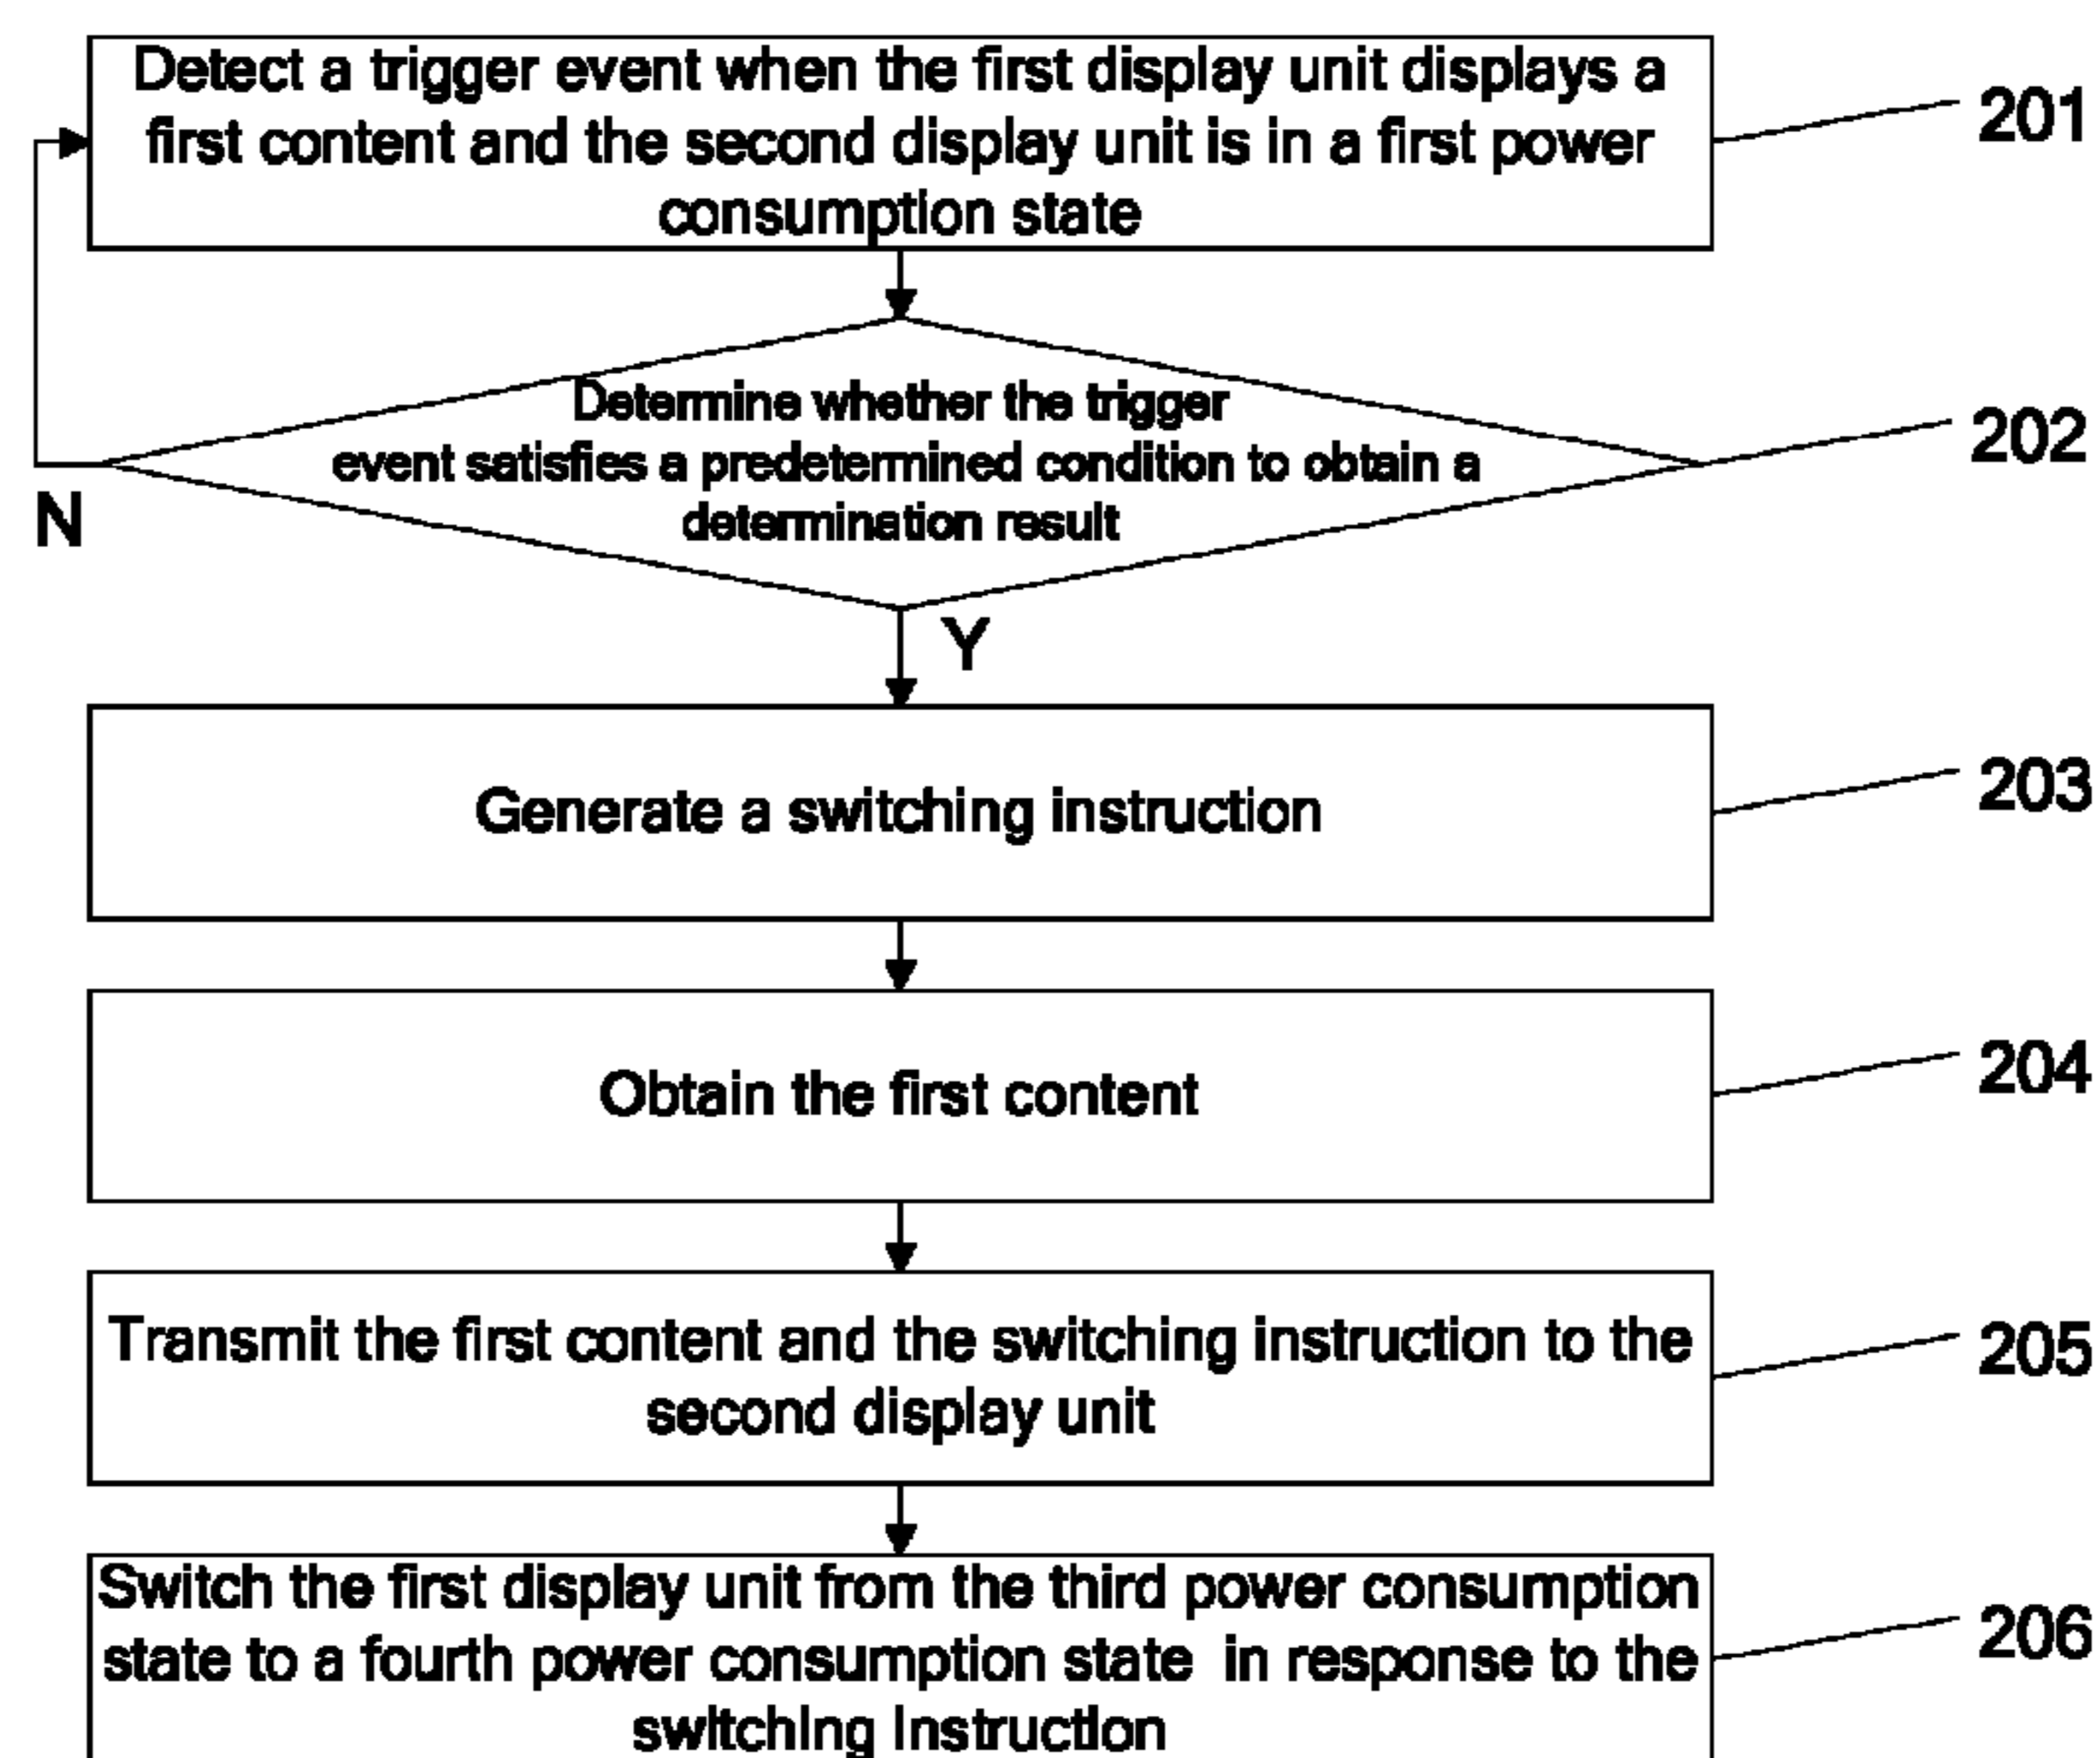 Detect a trigger event when the first display unit displays a
first content and the second display unit is in a first power
consumption state
201
Determine whether the trigger
event satisfies a predetermined condition to obtain a
determination result
202
N
Y
Generate a switching instruction
203
Obtain the first content
204
Transmit the first content and the switching instruction to the
second display unit
205
Switch the first display unit from the third power consumption
state to a fourth power consumption state in response to the
switching instruction
206